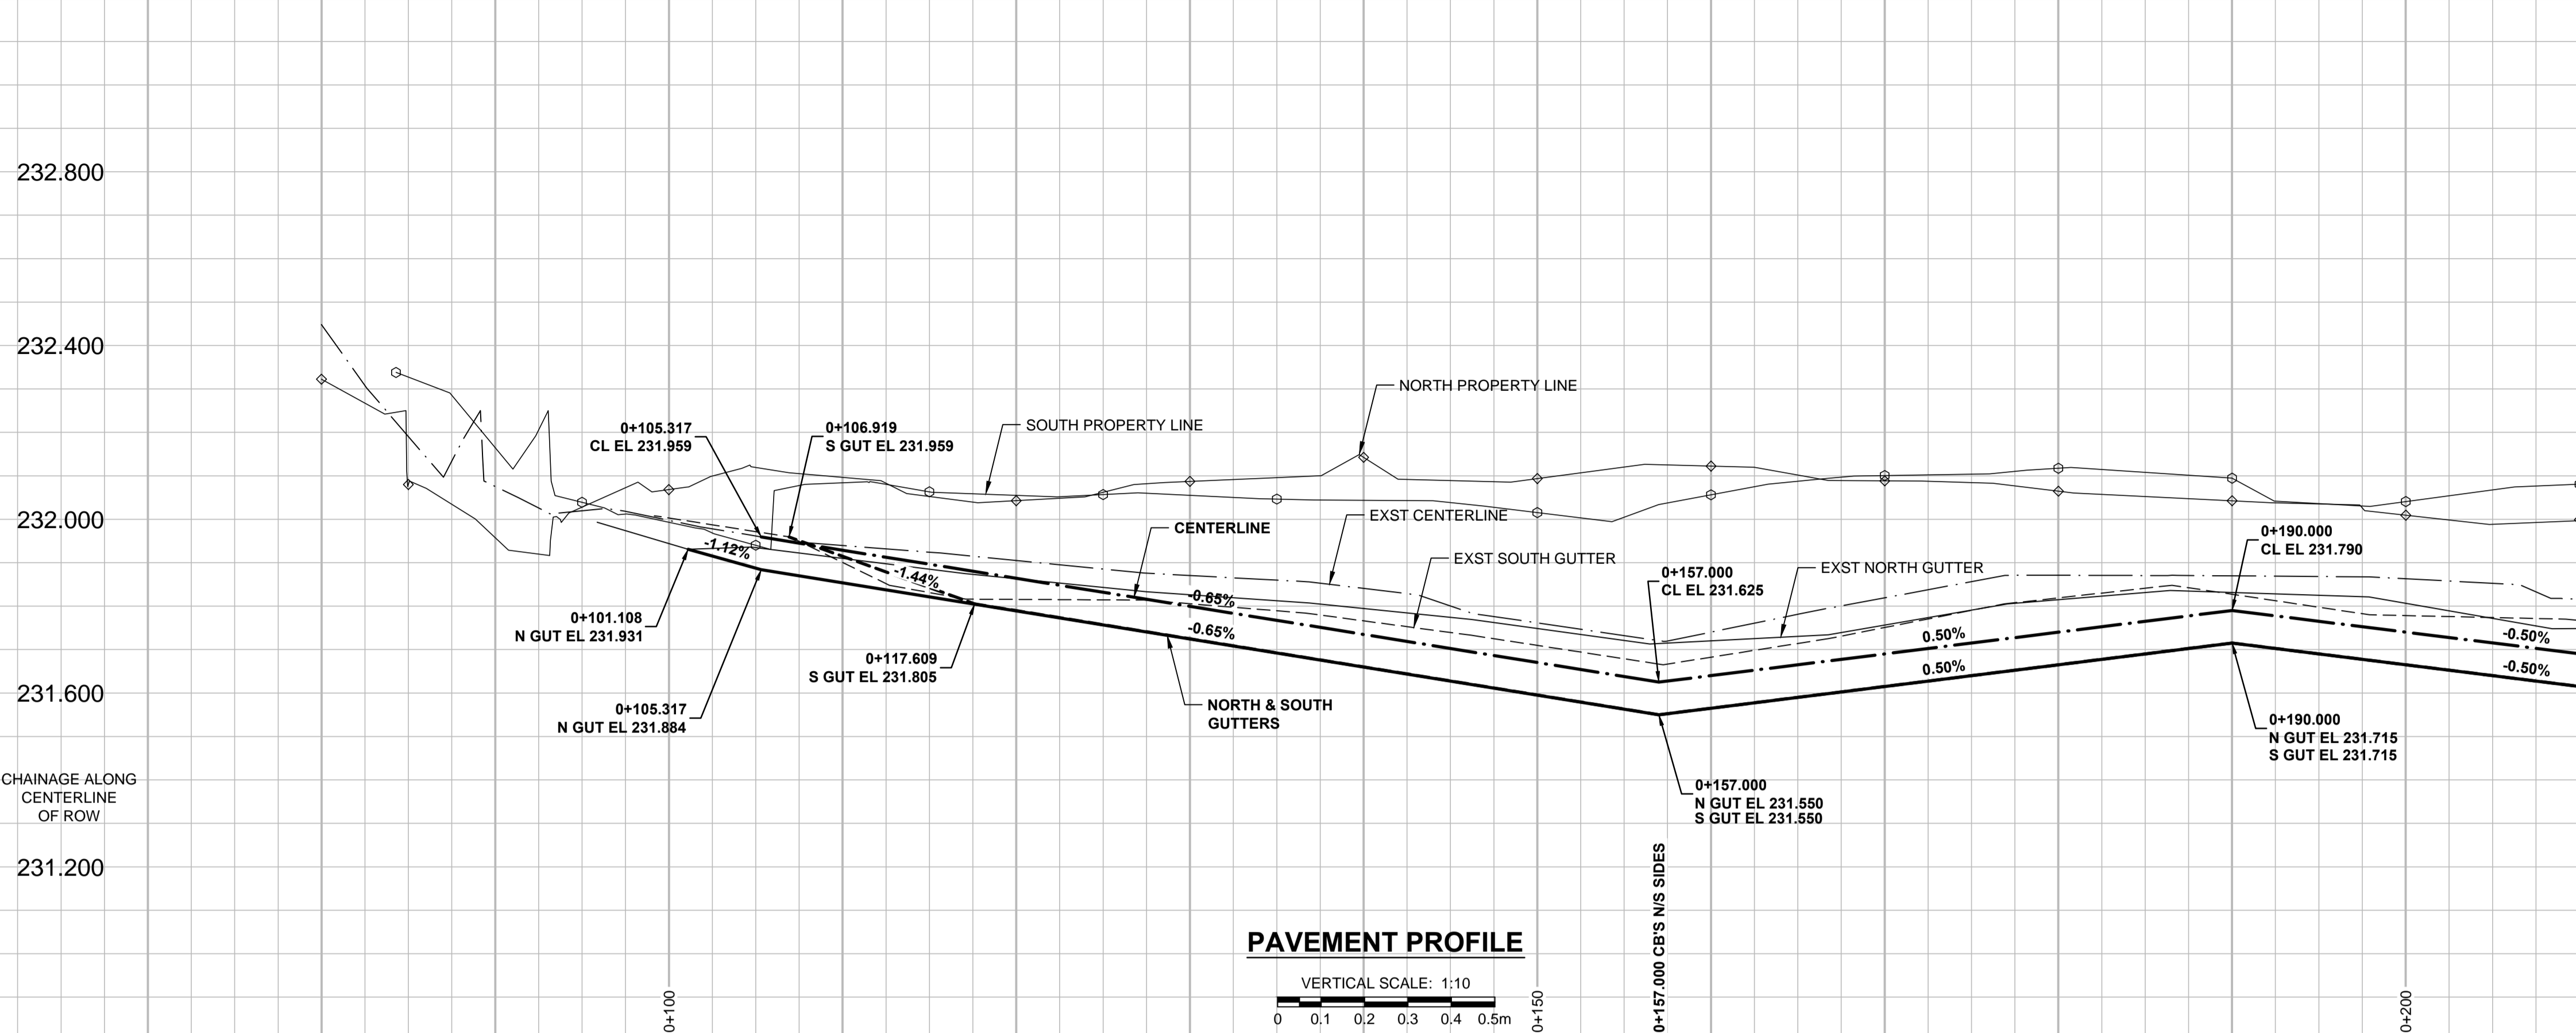 232.800
232.400
NORTH PROPERTY LINE
0+105.317
CL EL 231.959
0+106.919
S GUT EL 231.959
SOUTH PROPERTY LINE
232.000
CENTERLINE
EXST CENTERLINE
0+190.000
CL EL 231.790
-1.12%
-1.44%
EXST SOUTH GUTTER
0+157.000
CL EL 231.625
EXST NORTH GUTTER
-0.65%
-0.65%
0.50%
0.50%
-0.50%
-0.50%
0+101.108
N GUT EL 231.931
0+117.609
S GUT EL 231.805
231.600
0+105.317
N GUT EL 231.884
NORTH & SOUTH
GUTTERS
0+190.000
N GUT EL 231.715
S GUT EL 231.715
CHAINAGE ALONG
CENTERLINE
OF ROW
0+157.000
N GUT EL 231.550
S GUT EL 231.550
231.200
PAVEMENT PROFILE
VERTICAL SCALE: 1:10
0 0.1 0.2 0.3 0.4 0.5m
0+100
0+150
0+157.000 CB'S N/S SIDES
0+200